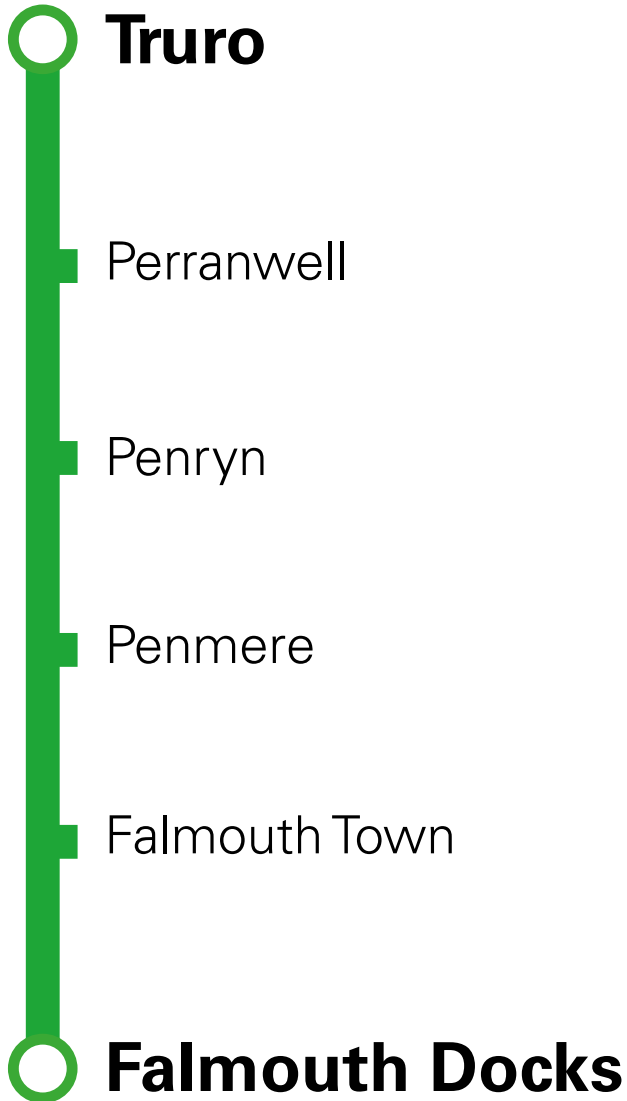 Truro
Perranwell
Penryn
Penmere
Falmouth Town
Falmouth Docks